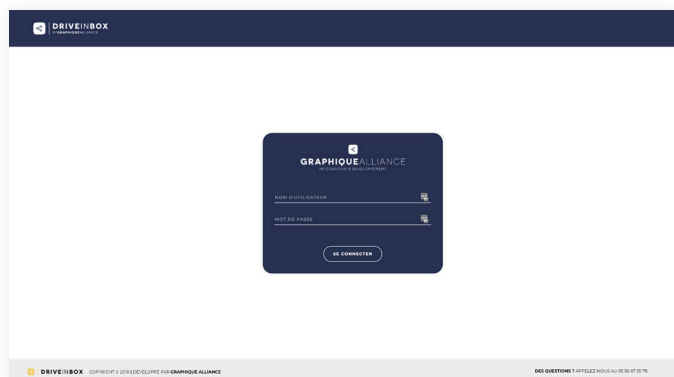 DRIVEINBOX
BY GRAPHIQUEALLIANCE
GRAPHIQUEALLIANCE
INTÉGRATION & DÉVELOPPEMENT
NOM D'UTILISATEUR
MOT DE PASSE
SE CONNECTER
DRIVEINBOX COPYRIGHT © 2019 | DÉVELOPPÉ PAR GRAPHIQUE ALLIANCE
DES QUESTIONS ? APPELEZ-NOUS AU 05 56 07 55 78